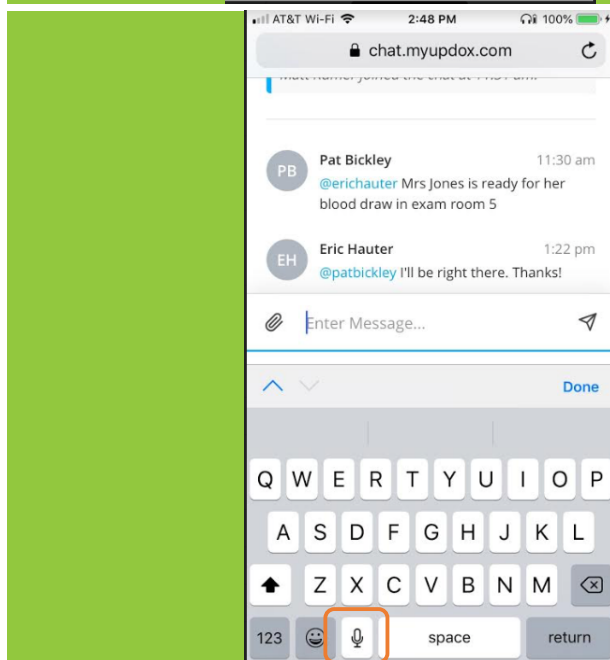 AT&T Wi-Fi 2:48 PM 100%
chat.myupdox.com
Pat Bickley 11:30 am
@erichauter Mrs Jones is ready for her
blood draw in exam room 5
Eric Hauter 1:22 pm
@patbickley I'll be right there. Thanks!
Enter Message...
Done
Q W E R T Y U I O P
A S D F G H J K L
Z X C V B N M
123 space return